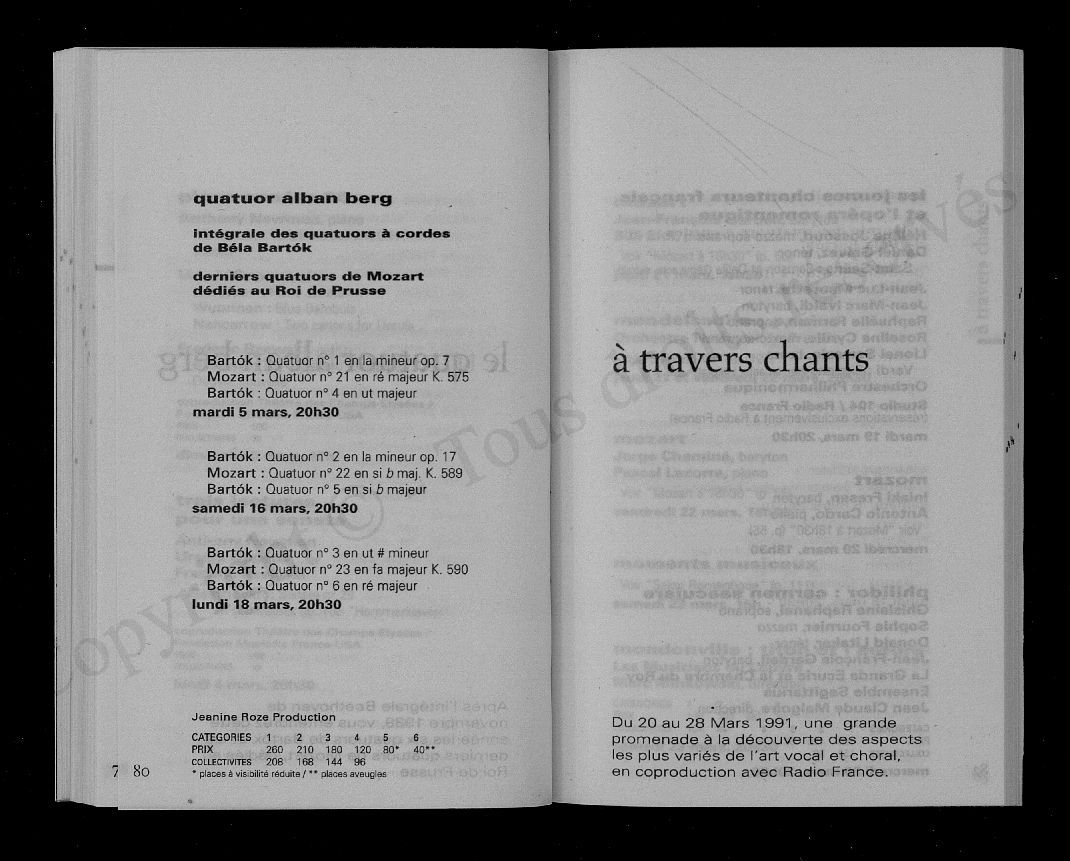 quatuor alban berg
intégrale des quatuors à cordes
de Béla Bartók
derniers quatuors de Mozart
dédiés au Roi de Prusse
Bartók : Quatuor n° 1 en la mineur op. 7
Mozart : Quatuor n° 21 en ré majeur K. 575
Bartók : Quatuor n° 4 en ut majeur
mardi 5 mars, 20h30
Bartók : Quatuor n° 2 en la mineur op. 17
Mozart : Quatuor n° 22 en si b maj. K. 589
Bartók : Quatuor n° 5 en si b majeur
samedi 16 mars, 20h30
Bartók : Quatuor n° 3 en ut # mineur
Mozart : Quatuor n° 23 en fa majeur K. 590
Bartók : Quatuor n° 6 en ré majeur
lundi 18 mars, 20h30
Jeanine Roze Production
CATEGORIES 1 2 3 4 5 6
PRIX 260 210 180 120 80* 40**
COLLECTIVITES 208 168 144 96
* places à visibilité réduite / ** places aveugles
7 80
à travers chants
Du 20 au 28 Mars 1991, une grande
promenade à la découverte des aspects
les plus variés de l'art vocal et choral,
en coproduction avec Radio France.
Copyright © Tous droits réservés